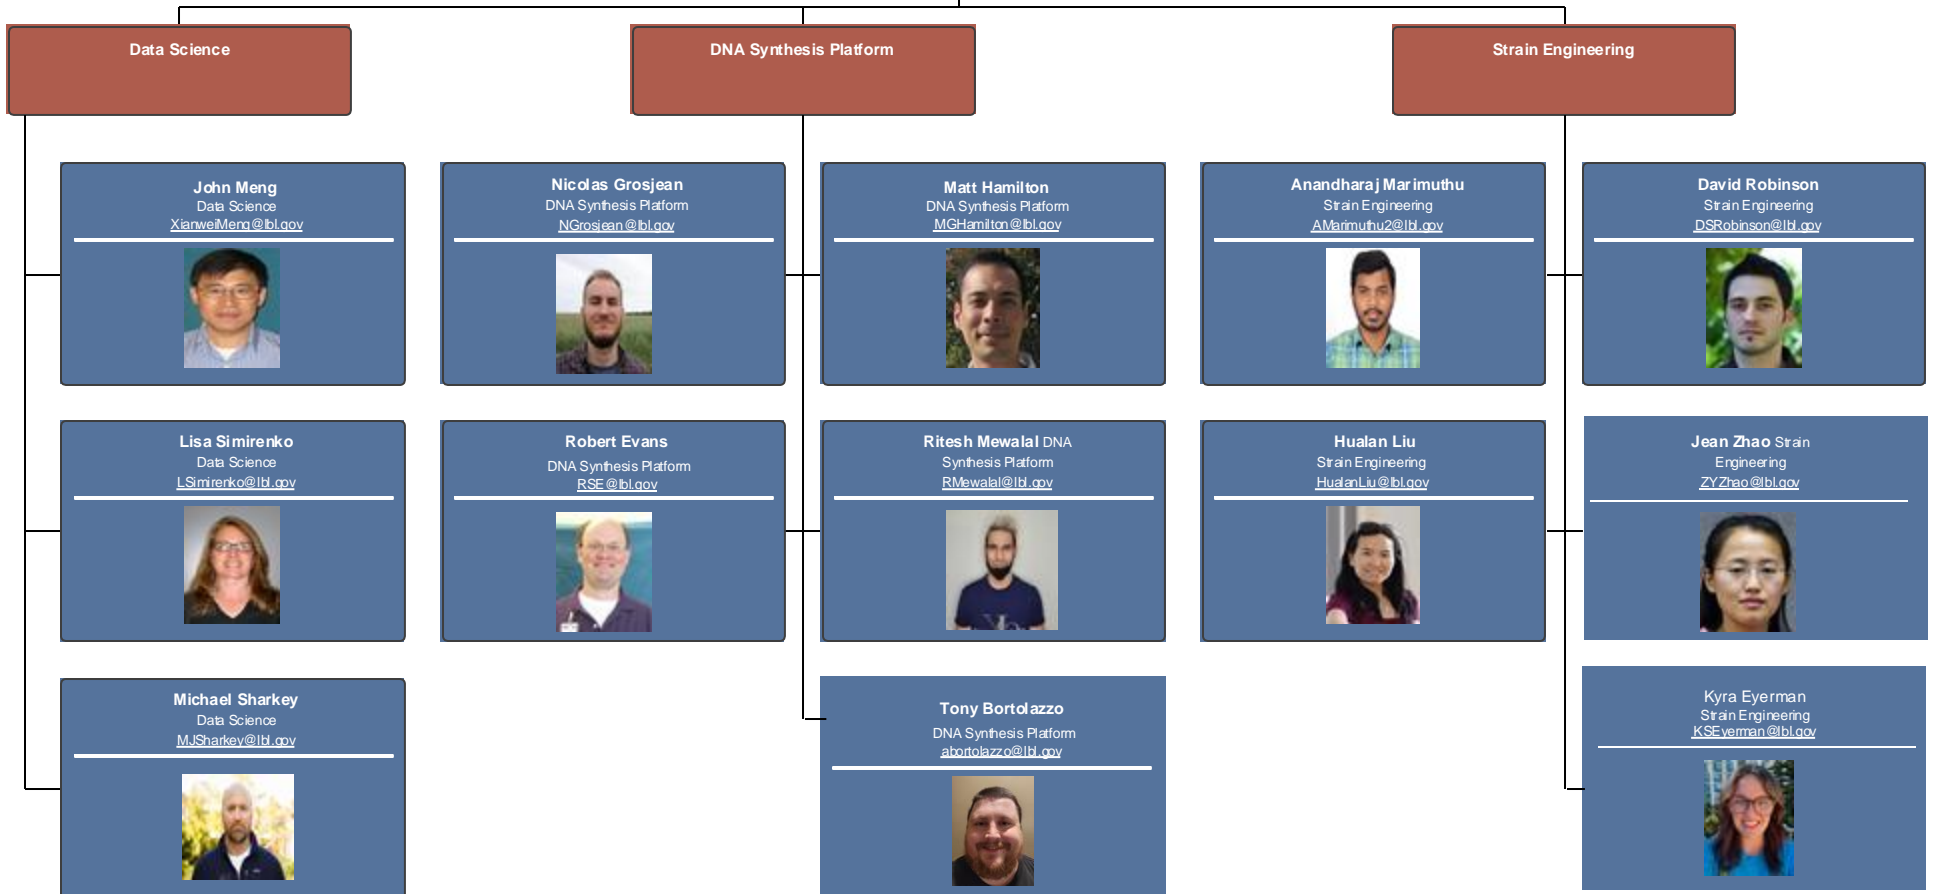 Data Science
DNA Synthesis Platform
Strain Engineering
John Meng
Data Science
XianweiMeng@lbl.gov
Nicolas Grosjean
DNA Synthesis Platform
NGrosjean@lbl.gov
Matt Hamilton
DNA Synthesis Platform
MGHamilton@lbl.gov
Anandharaj Marimuthu
Strain Engineering
AMarimuthu2@lbl.gov
David Robinson
Strain Engineering
DSRobinson@lbl.gov
Lisa Simirenko
Data Science
LSimirenko@lbl.gov
Robert Evans
DNA Synthesis Platform
RSE@lbl.gov
Ritesh Mewalal DNA
Synthesis Platform
RMewalal@lbl.gov
Hualan Liu
Strain Engineering
HualanLiu@lbl.gov
Jean Zhao Strain
Engineering
ZYZhao@lbl.gov
Michael Sharkey
Data Science
MJSharkey@lbl.gov
Tony Bortolazzo
DNA Synthesis Platform
abortolazzo@lbl.gov
Kyra Eyerman
Strain Engineering
KSEyerman@lbl.gov